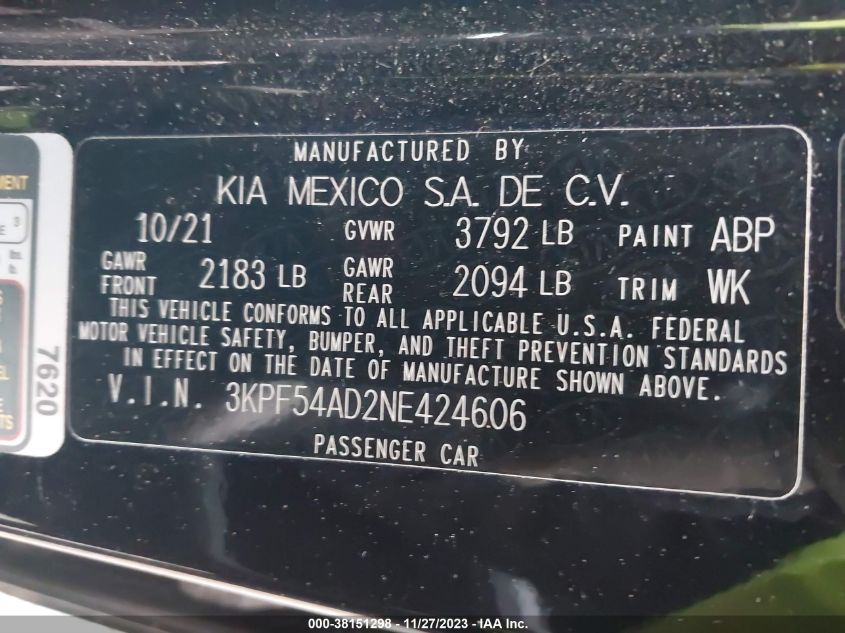 MANUFACTURED BY
KIA MEXICO S.A. DE C.V.
10/21 GVWR 3792 LB PAINT ABP
GAWR FRONT 2183 LB GAWR REAR 2094 LB TRIM WK
THIS VEHICLE CONFORMS TO ALL APPLICABLE U.S.A. FEDERAL
MOTOR VEHICLE SAFETY, BUMPER, AND THEFT PREVENTION STANDARDS
IN EFFECT ON THE DATE OF MANUFACTURE SHOWN ABOVE.
V.I.N. 3KPF54AD2NE424606
PASSENGER CAR
7620
000-38151298 - 11/27/2023 - IAA Inc.